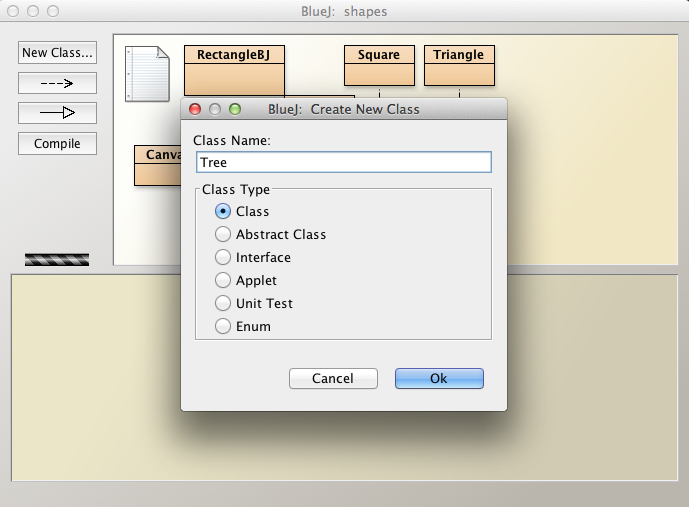 BlueJ:  shapes
New Class...
Compile
RectangleBJ
Square
Triangle
BlueJ:  Create New Class
Class Name:
Tree
Class Type
Class
Abstract Class
Interface
Applet
Unit Test
Enum
Cancel
Ok